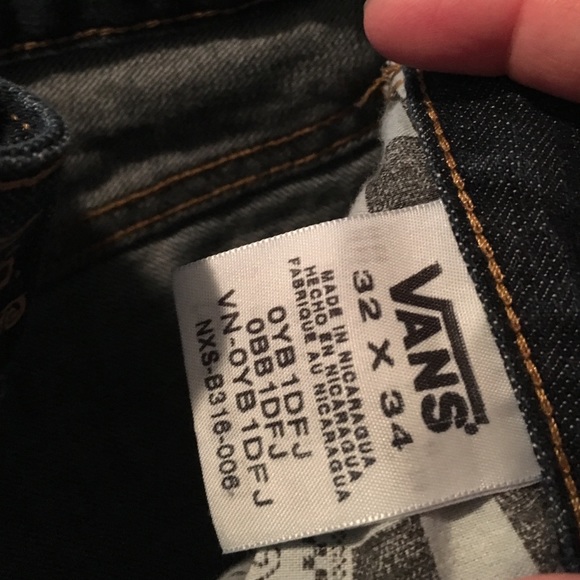 VANS
32 X 34
MADE IN NICARAGUA
HECHO EN NICARAGUA
FABRIQUE AU NICARAGUA
0YB1DFJ
0BB1DFJ
VN-0YB1DFJ
NXS-B316-006